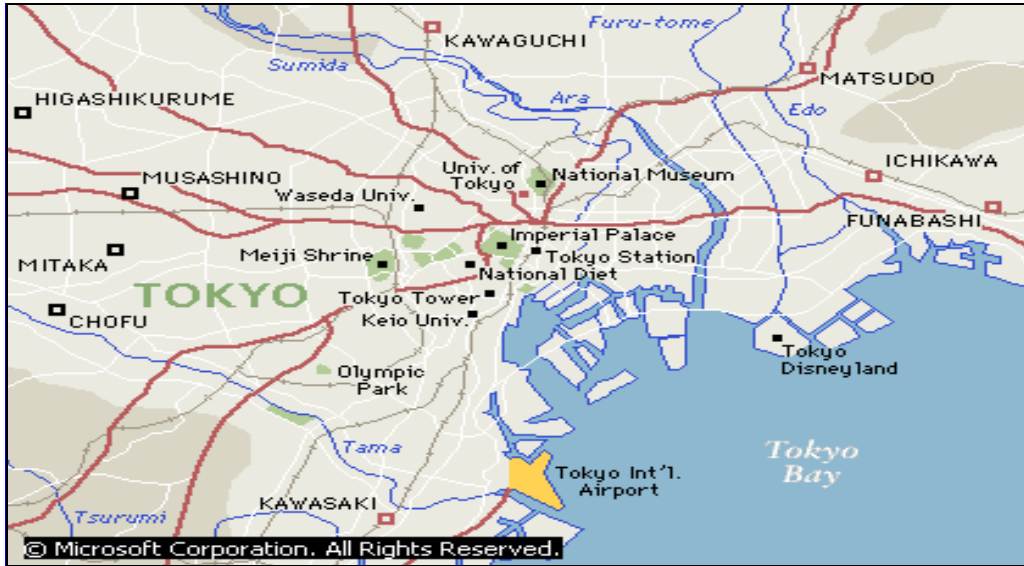 Furu-tome
KAWAGUCHI
Sumida
MATSUDO
HIGASHIKURUME
Ara
Edo
ICHIKAWA
Univ. of
Tokyo
National Museum
MUSASHINO
Waseda Univ.
FUNABASHI
Imperial Palace
Meiji Shrine
Tokyo Station
MITAKA
National Diet
TOKYO
Tokyo Tower
CHOFU
Keio Univ.
Tokyo
Disneyland
Olympic
Park
Tama
Tokyo
Bay
Tokyo Int'l.
Airport
KAWASAKI
Tsurumi
© Microsoft Corporation. All Rights Reserved.